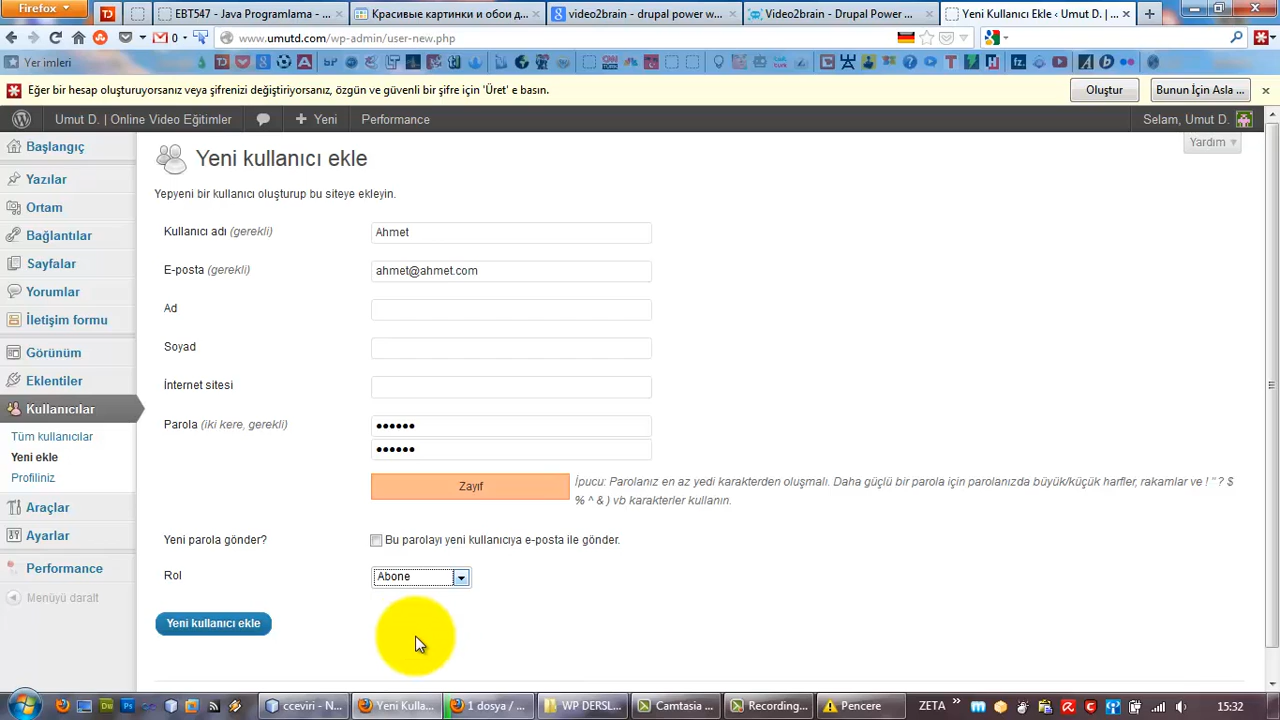 Firefox
EBT547 - Java Programlama - ...
Красивые картинки и обои д...
video2brain - drupal power w...
Video2brain - Drupal Power ...
Yeni Kullanıcı Ekle ‹ Umut D. | ...
0
www.umutd.com/wp-admin/user-new.php
Yer imleri
Eğer bir hesap oluşturuyorsanız veya şifrenizi değiştiriyorsanız, özgün ve güvenli bir şifre için 'Üret' e basın.
Oluştur
Bunun İçin Asla ...
Umut D. | Online Video Eğitimler
Yeni
Performance
Selam, Umut D.
Başlangıç
Yazılar
Ortam
Bağlantılar
Sayfalar
Yorumlar
İletişim formu
Görünüm
Eklentiler
Kullanıcılar
Tüm kullanıcılar
Yeni ekle
Profiliniz
Araçlar
Ayarlar
Performance
Menüyü daralt
Yardım
Yeni kullanıcı ekle
Yepyeni bir kullanıcı oluşturup bu siteye ekleyin.
Kullanıcı adı (gerekli)
Ahmet
E-posta (gerekli)
ahmet@ahmet.com
Ad
Soyad
İnternet sitesi
Parola (iki kere, gerekli)
Zayıf
İpucu: Parolanız en az yedi karakterden oluşmalı. Daha güçlü bir parola için parolanızda büyük/küçük harfler, rakamlar ve ! " ? $
% ^ & ) vb karakterler kullanın.
Yeni parola gönder?
Bu parolayı yeni kullanıcıya e-posta ile gönder.
Rol
Abone
Yeni kullanıcı ekle
cceviri - N...
Yeni Kulla...
1 dosya / ...
WP DERSL...
Camtasia ...
Recording...
Pencere
ZETA
15:32